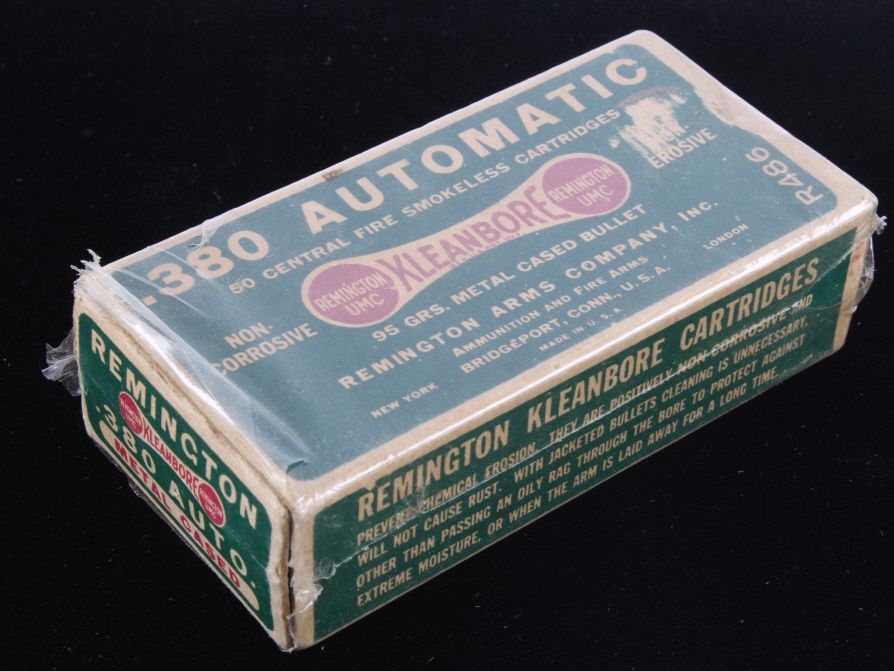 .380 AUTOMATIC
50 CENTRAL FIRE SMOKELESS CARTRIDGES
REMINGTON
UMC
KLEANBORE
REMINGTON
UMC
NON-
CORROSIVE
EROSIVE
R486
95 GRS. METAL CASED BULLET
REMINGTON ARMS COMPANY, INC.
AMMUNITION AND FIRE ARMS
NEW YORK BRIDGEPORT, CONN., U.S.A. LONDON
MADE IN U.S.A
REMINGTON
REMINGTON
UMC
KLEANBORE
REMINGTON
UMC
.380 AUTO.
METAL CASED
REMINGTON KLEANBORE CARTRIDGES
PREVENT CHEMICAL EROSION. THEY ARE POSITIVELY NON CORROSIVE AND
WILL NOT CAUSE RUST. WITH JACKETED BULLETS CLEANING IS UNNECESSARY,
OTHER THAN PASSING AN OILY RAG THROUGH THE BORE TO PROTECT AGAINST
EXTREME MOISTURE, OR WHEN THE ARM IS LAID AWAY FOR A LONG TIME.